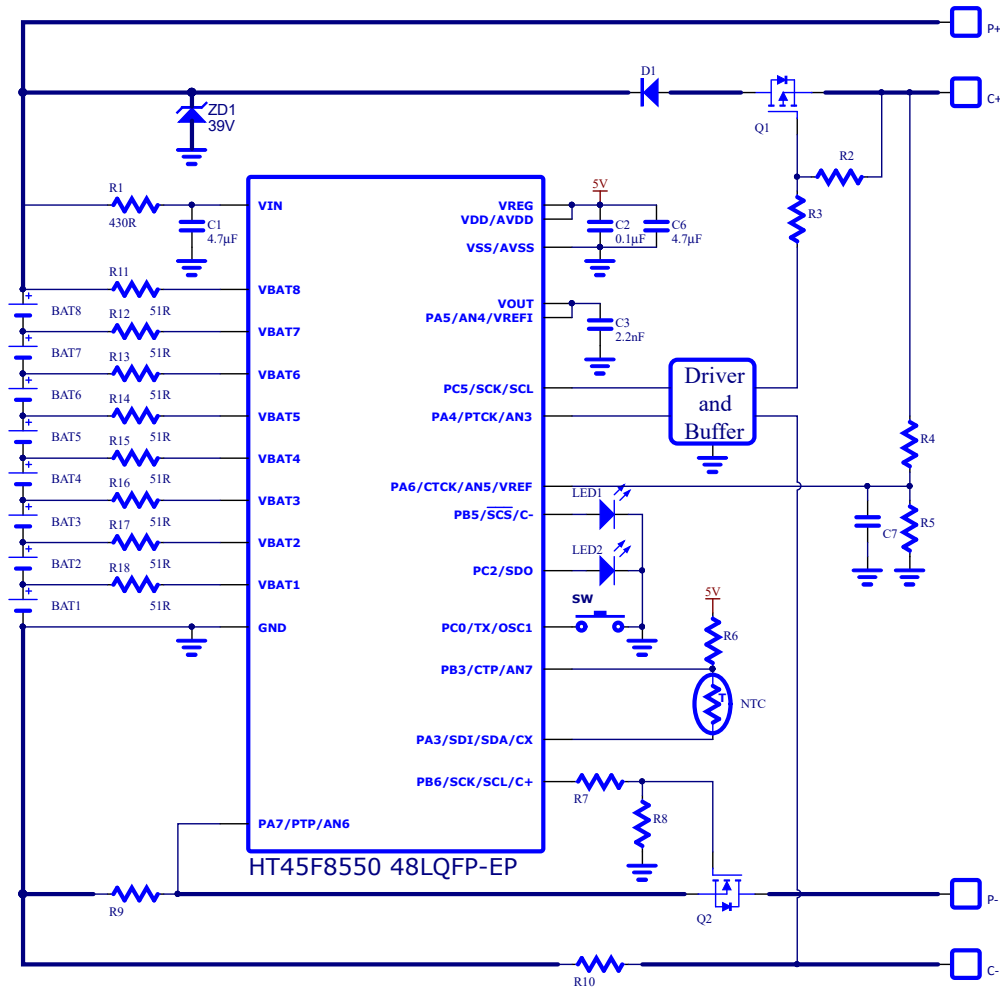 P+
D1
C+
ZD1
39V
Q1
R2
R1
430R
C1
4.7µF
VIN
VREG
VDD/AVDD
VSS/AVSS
5V
C2
0.1µF
C6
4.7µF
R3
R11
51R
VBAT8
VOUT
PA5/AN4/VREFI
C3
2.2nF
+
BAT8
R12
51R
VBAT7
+
BAT7
R13
51R
VBAT6
PC5/SCK/SCL
Driver
and
Buffer
+
BAT6
R14
51R
VBAT5
PA4/PTCK/AN3
+
BAT5
R15
51R
VBAT4
R4
+
BAT4
R16
51R
VBAT3
PA6/CTCK/AN5/VREF
LED1
PB5/SCS/C-
C7
R5
+
BAT3
R17
51R
VBAT2
LED2
PC2/SDO
+
BAT2
R18
51R
VBAT1
SW
5V
+
BAT1
GND
PC0/TX/OSC1
R6
PB3/CTP/AN7
T
NTC
PA3/SDI/SDA/CX
PB6/SCK/SCL/C+
R7
R8
PA7/PTP/AN6
HT45F8550 48LQFP-EP
R9
Q2
P-
R10
C-